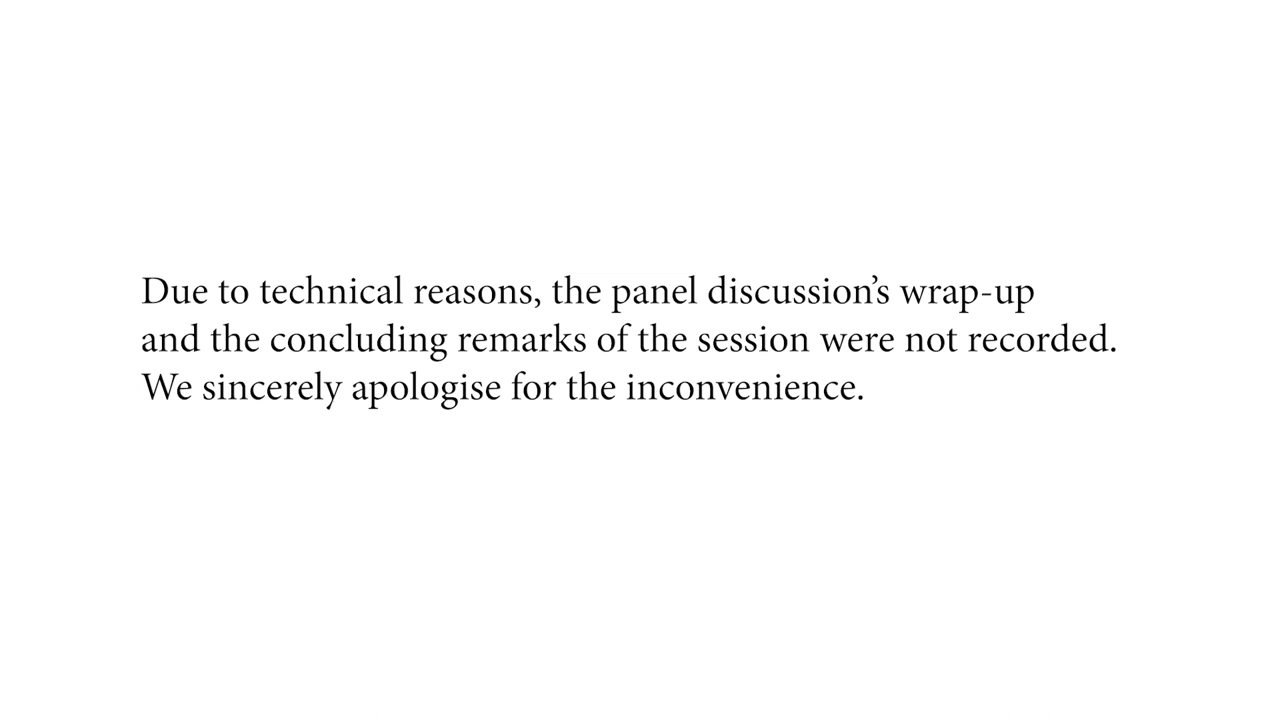 Due to technical reasons, the panel discussion’s wrap-up
and the concluding remarks of the session were not recorded.
We sincerely apologise for the inconvenience.